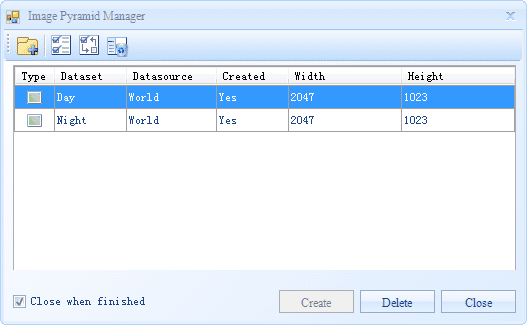 Image Pyramid Manager
Type Dataset Datasource Created Width Height
Day World Yes 2047 1023
Night World Yes 2047 1023
Close when finished Create Delete Close